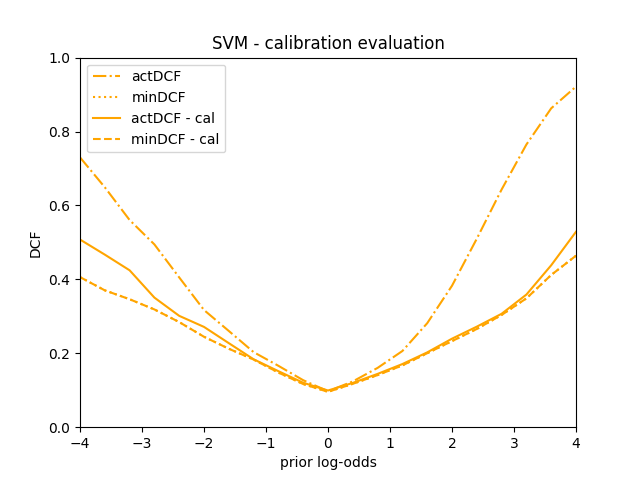 SVM - calibration evaluation
1.0
0.8
0.6
0.4
0.2
0.0
DCF
actDCF
minDCF
actDCF - cal
minDCF - cal
−4 −3 −2 −1 0 1 2 3 4
prior log-odds